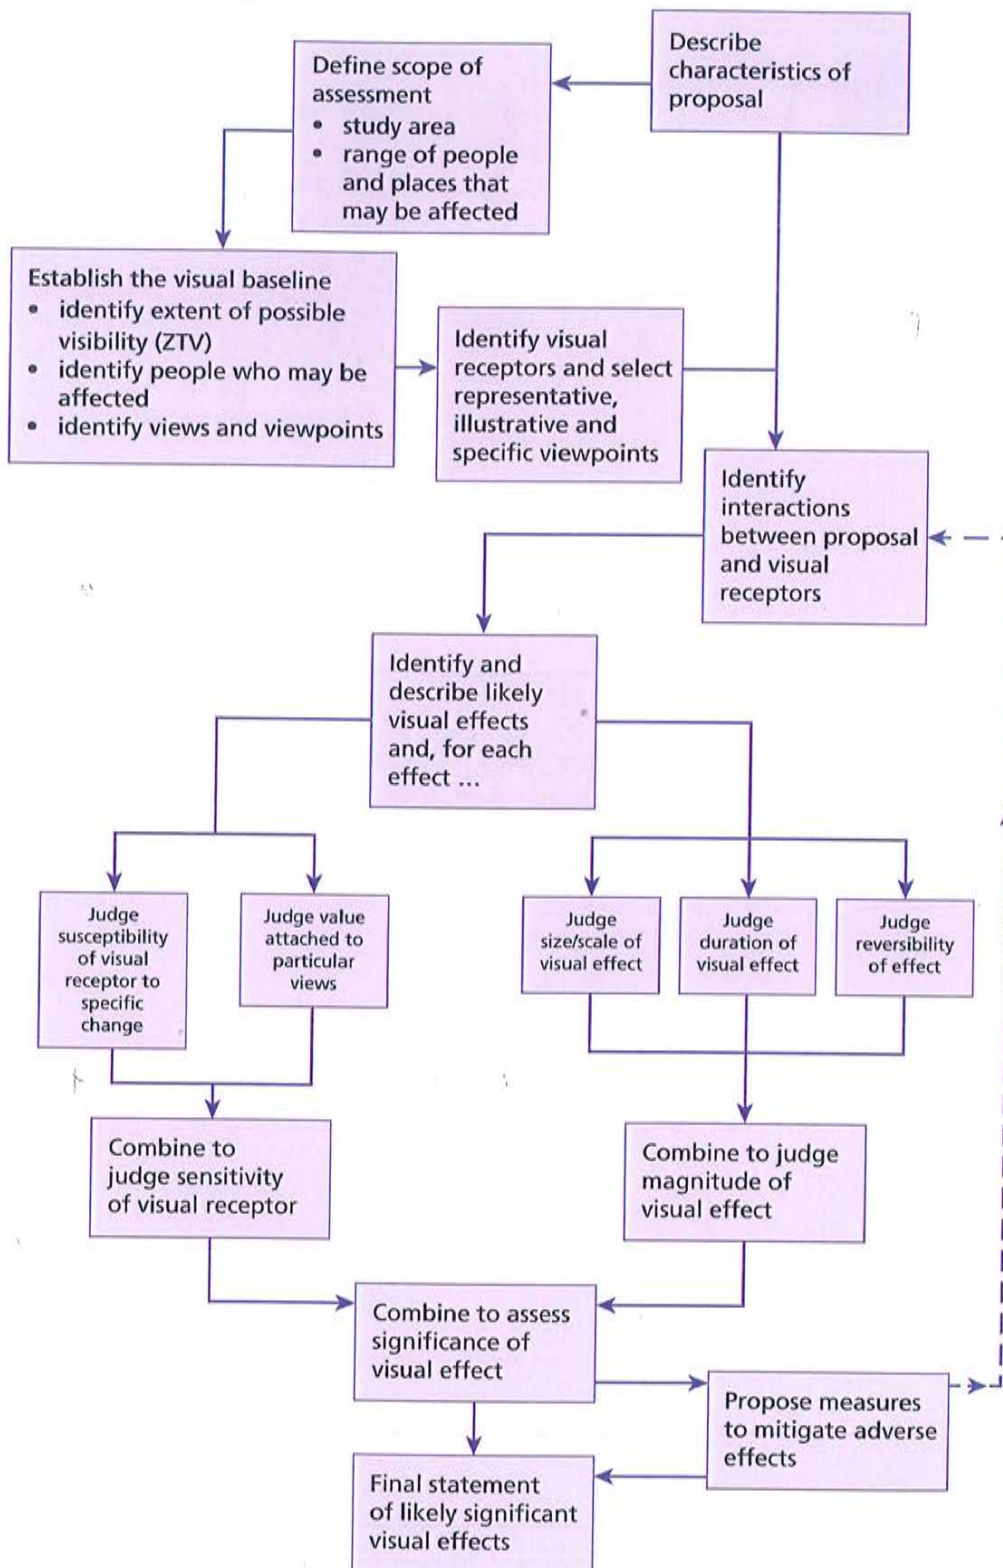 Describe
characteristics of
proposal
Define scope of
assessment
• study area
• range of people
and places that
may be affected
Establish the visual baseline
• identify extent of possible
visibility (ZTV)
• identify people who may be
affected
• identify views and viewpoints
Identify visual
receptors and select
representative,
illustrative and
specific viewpoints
Identify
interactions
between proposal
and visual
receptors
Identify and
describe likely
visual effects
and, for each
effect ...
Judge
susceptibility
of visual
receptor to
specific
change
Judge value
attached to
particular
views
Judge
size/scale of
visual effect
Judge
duration of
visual effect
Judge
reversibility
of effect
Combine to
judge sensitivity
of visual receptor
Combine to judge
magnitude of
visual effect
Combine to assess
significance of
visual effect
Propose measures
to mitigate adverse
effects
Final statement
of likely significant
visual effects